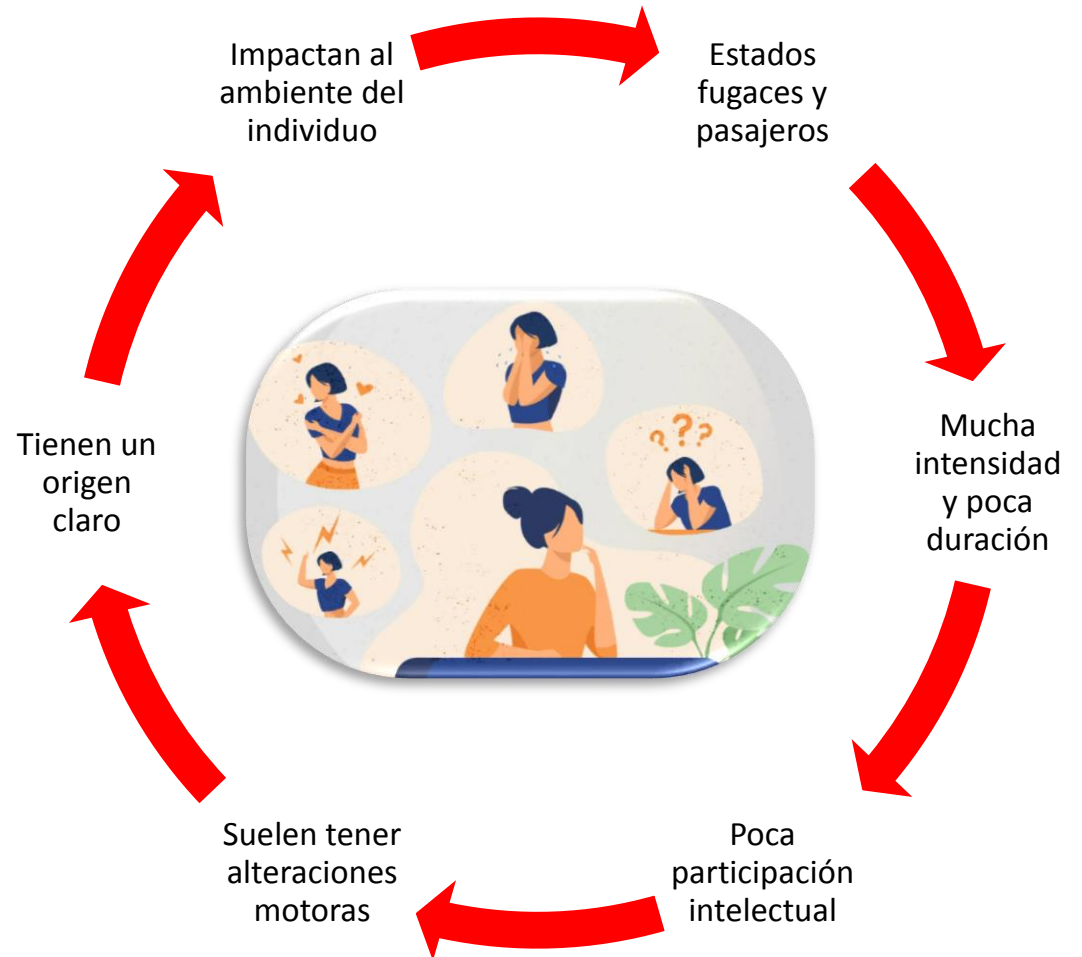 Impactan al
ambiente del
individuo
Estados
fugaces y
pasajeros
Mucha
intensidad
y poca
duración
Poca
participación
intelectual
Suelen tener
alteraciones
motoras
Tienen un
origen
claro
???